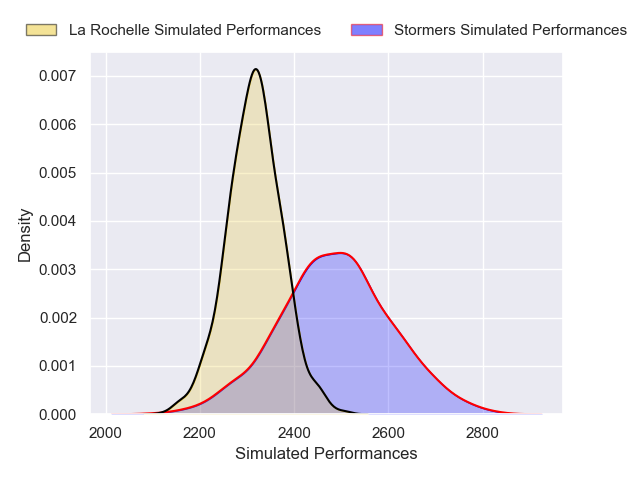 La Rochelle Simulated Performances
Stormers Simulated Performances
0.007
0.006
0.005
0.004
0.003
0.002
0.001
0.000
Density
2000 2200 2400 2600 2800
Simulated Performances